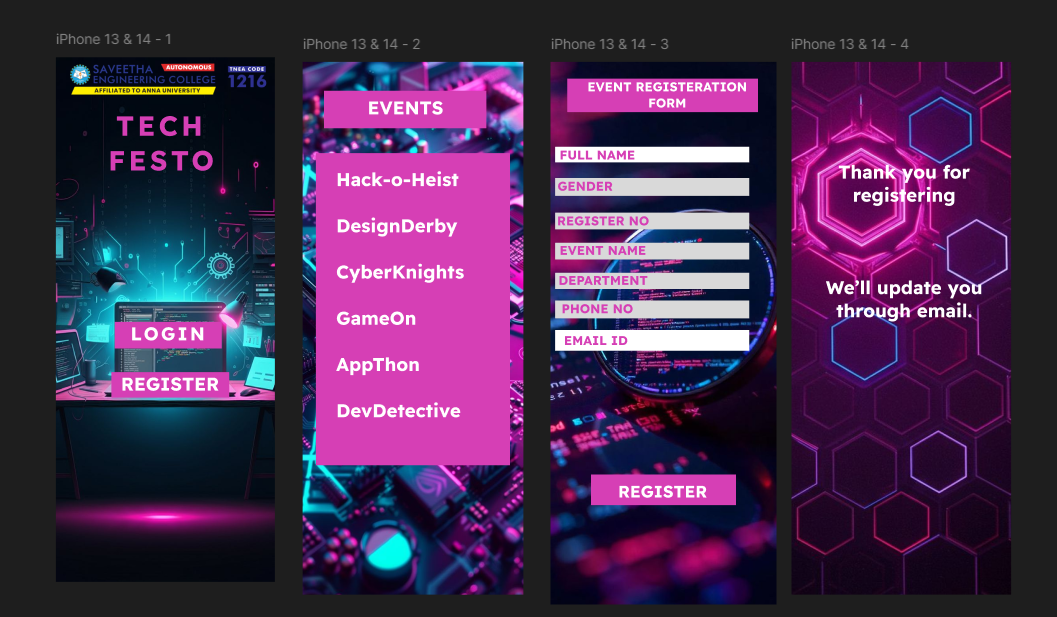 iPhone 13 & 14 - 1
SAVEETHA
AUTONOMOUS
ENGINEERING COLLEGE
AFFILIATED TO ANNA UNIVERSITY
TNEA CODE
1216
TECH
FESTO
LOGIN
REGISTER
iPhone 13 & 14 - 2
EVENTS
Hack-o-Heist
DesignDerby
CyberKnights
GameOn
AppThon
DevDetective
iPhone 13 & 14 - 3
EVENT REGISTERATION
FORM
FULL NAME
GENDER
REGISTER NO
EVENT NAME
DEPARTMENT
PHONE NO
EMAIL ID
REGISTER
iPhone 13 & 14 - 4
Thank you for
registering
We'll update you
through email.